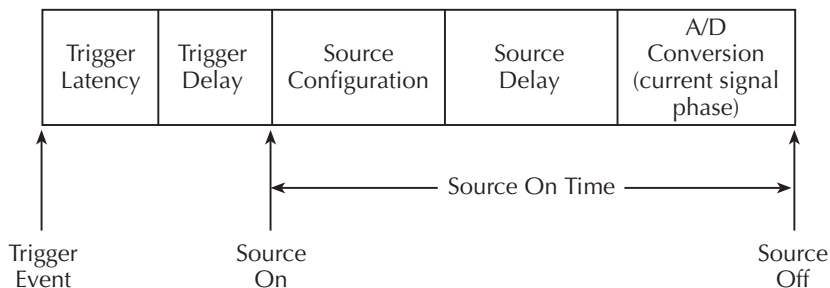 Trigger
Latency
Trigger
Delay
Source
Configuration
Source
Delay
A/D
Conversion
(current signal
phase)
Source On Time
Trigger
Event
Source
On
Source
Off